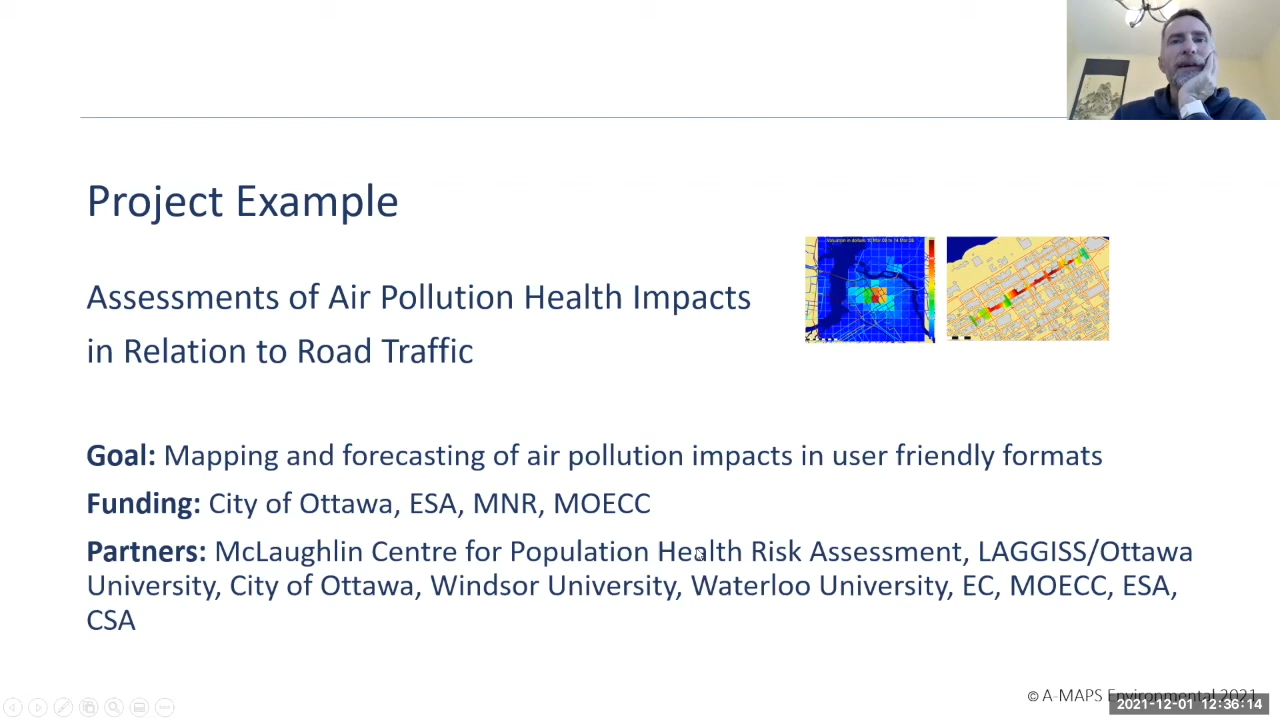 Project Example
Assessments of Air Pollution Health Impacts
in Relation to Road Traffic
Goal: Mapping and forecasting of air pollution impacts in user friendly formats
Funding: City of Ottawa, ESA, MNR, MOECC
Partners: McLaughlin Centre for Population Health Risk Assessment, LAGGISS/Ottawa
University, City of Ottawa, Windsor University, Waterloo University, EC, MOECC, ESA,
CSA
© A-MAPS Environmental 2021
2021-12-01 12:36:14